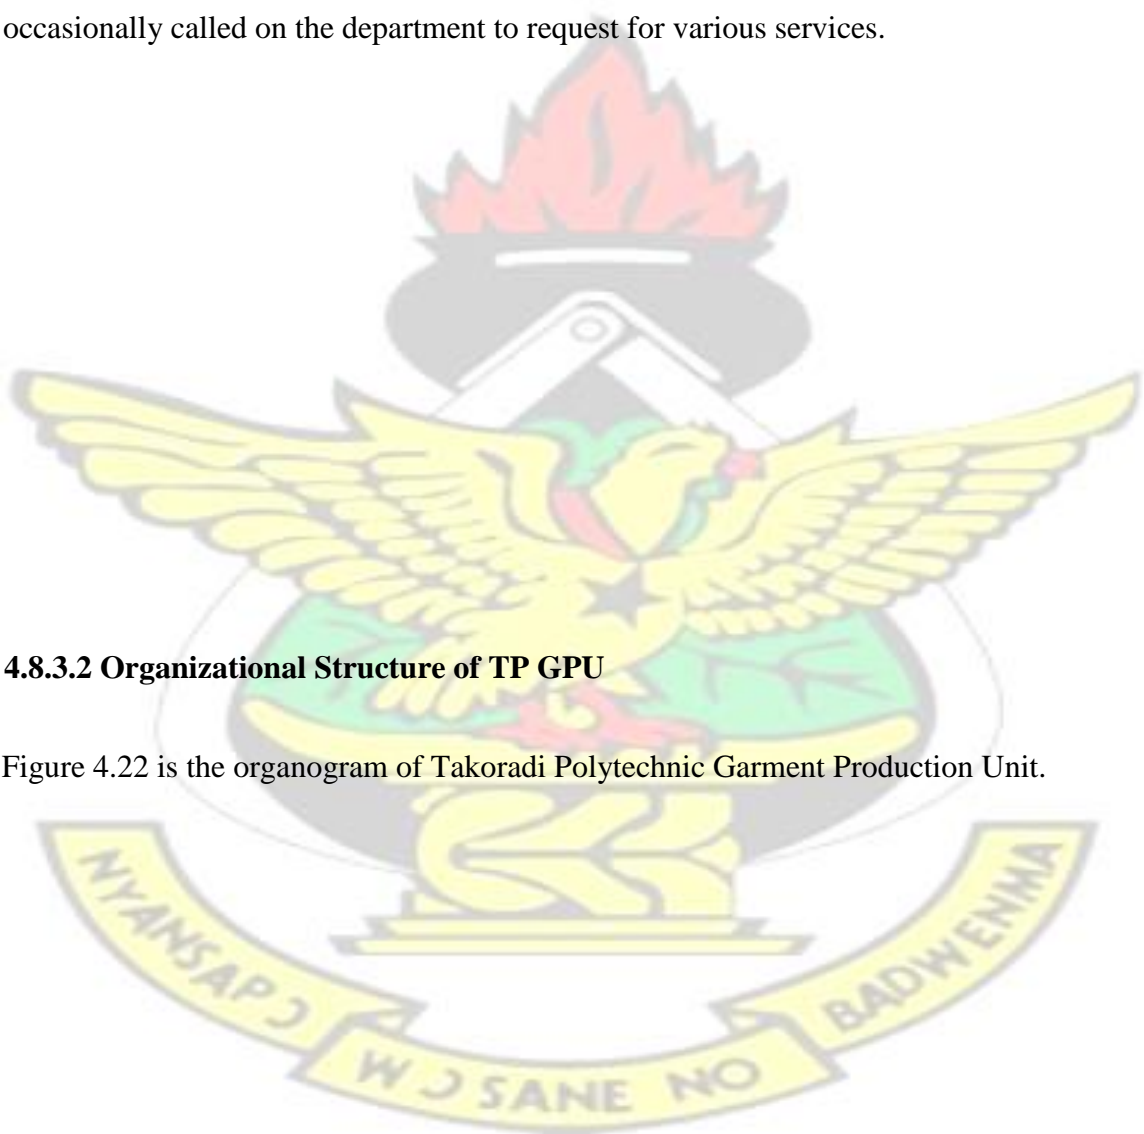 occasionally called on the department to request for various services.
4.8.3.2 Organizational Structure of TP GPU
Figure 4.22 is the organogram of Takoradi Polytechnic Garment Production Unit.
NYANSAPƆ
WƆSANE NO
BADWENMA